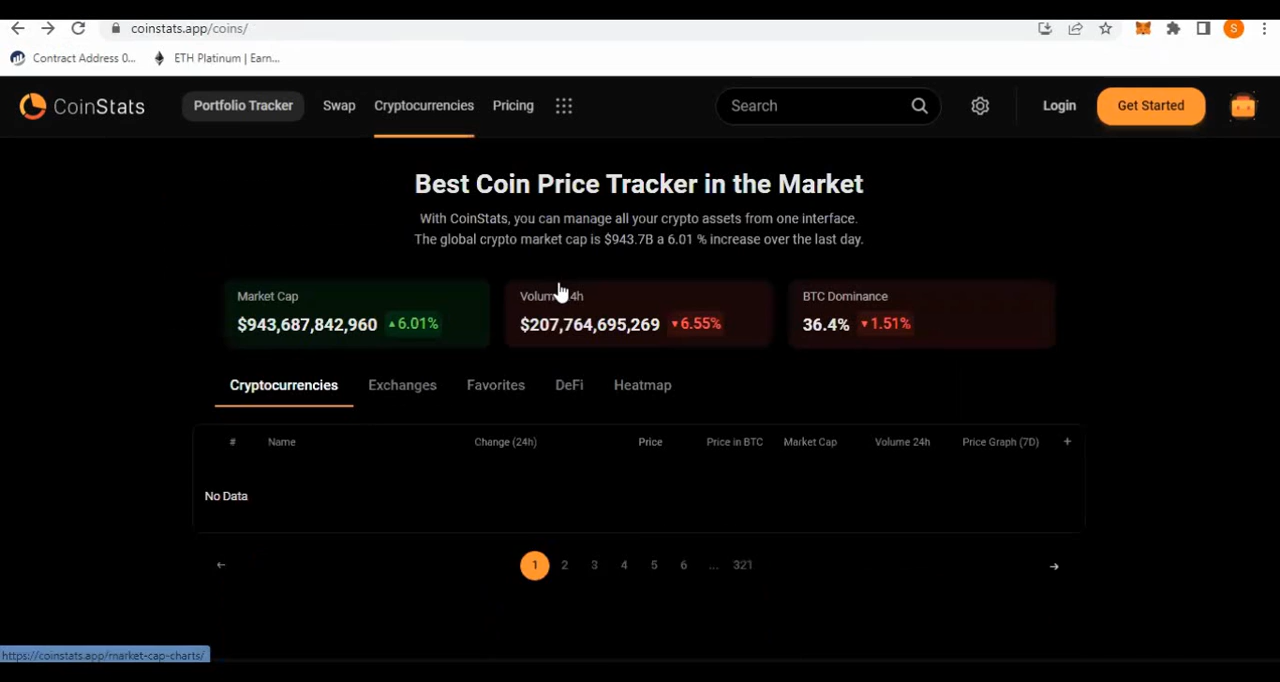 coinstats.app/coins/
Contract Address 0... ETH Platinum | Earn...
S
CoinStats Portfolio Tracker Swap Cryptocurrencies Pricing Search Login Get Started
Best Coin Price Tracker in the Market
With CoinStats, you can manage all your crypto assets from one interface.
The global crypto market cap is $943.7B a 6.01 % increase over the last day.
Market Cap Volume 24h BTC Dominance
$943,687,842,960 ▲6.01% $207,764,695,269 ▼6.55% 36.4% ▼1.51%
Cryptocurrencies Exchanges Favorites DeFi Heatmap
# Name Change (24h) Price Price in BTC Market Cap Volume 24h Price Graph (7D) +
No Data
← 1 2 3 4 5 6 ... 321 →
https://coinstats.app/market-cap-charts/